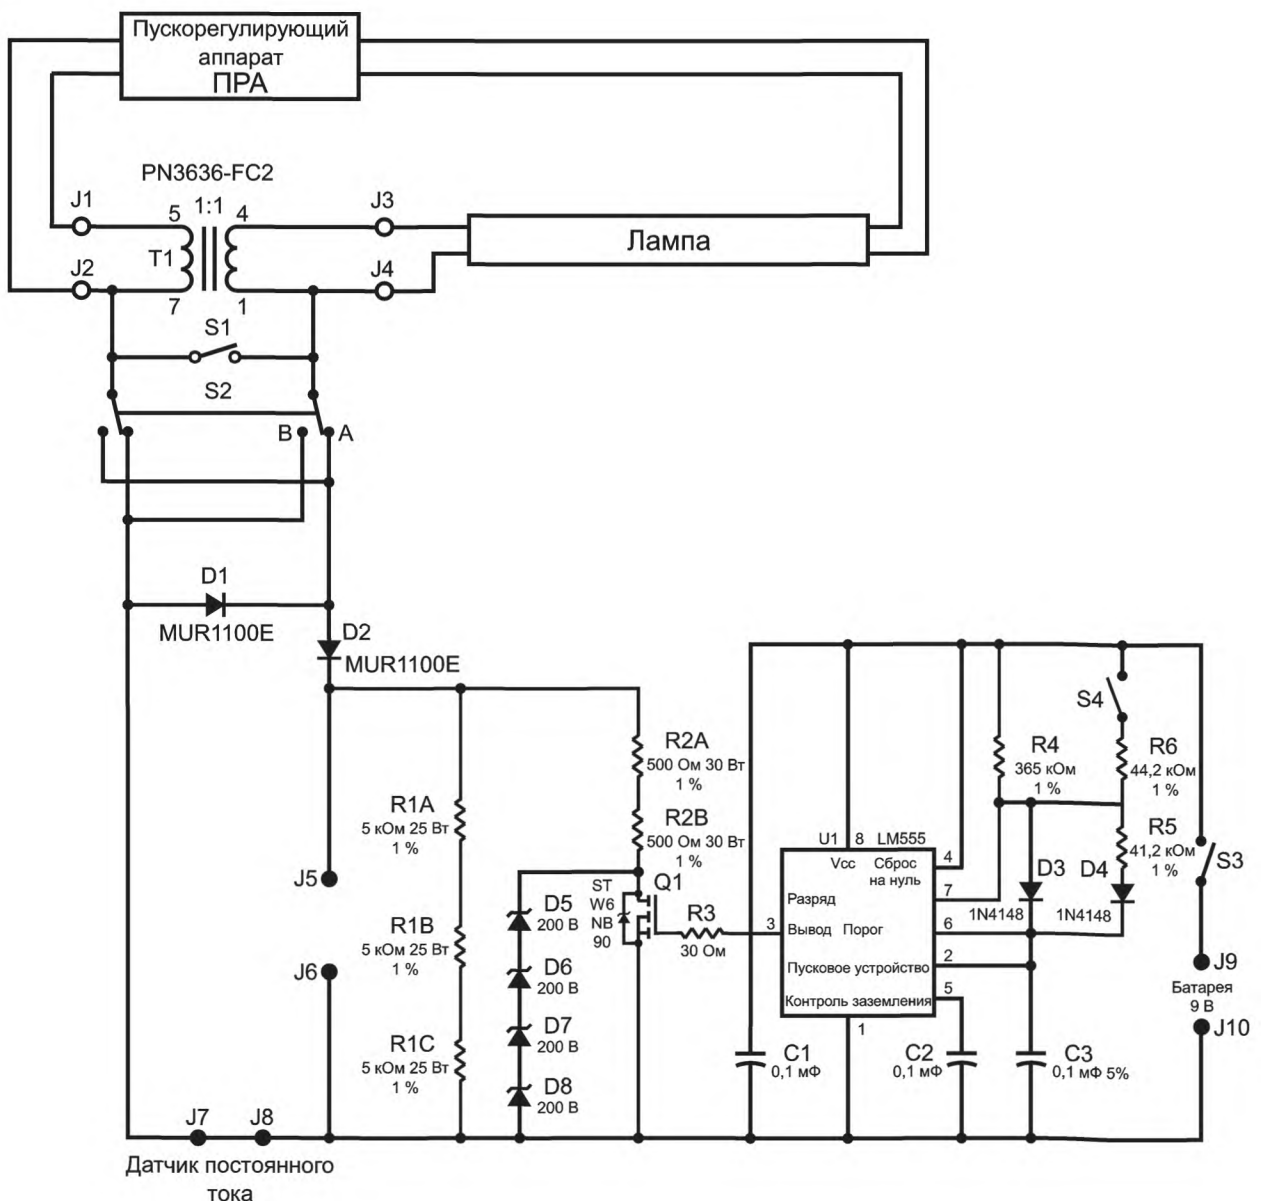 Пускорегулирующий
аппарат
ПРА
PN3636-FC2
J1
5
1:1
4
J3
T1
Лампа
J2
J4
7
1
S1
S2
B
A
D1
MUR1100E
D2
MUR1100E
S4
R2A
500 Ом 30 Вт
1 %
R4
365 кОм
1 %
R6
44,2 кОм
1 %
R1A
5 кОм 25 Вт
1 %
R2B
500 Ом 30 Вт
1 %
R5
41,2 кОм
1 %
U1
8
LM555
Vcc
Сброс
на нуль
4
S3
J5
ST
W6
NB
90
Q1
D3
D4
7
1N4148
1N4148
Разряд
D5
200 В
R3
30 Ом
3
Вывод
Порог
6
R1B
5 кОм 25 Вт
1 %
J6
D6
200 В
Пусковое устройство
2
J9
Батарея
9 В
J10
Контроль заземления
5
D7
200 В
1
R1C
5 кОм 25 Вт
1 %
C1
0,1 мФ
C2
0,1 мФ
C3
0,1 мФ 5%
D8
200 В
J7
J8
Датчик постоянного
тока